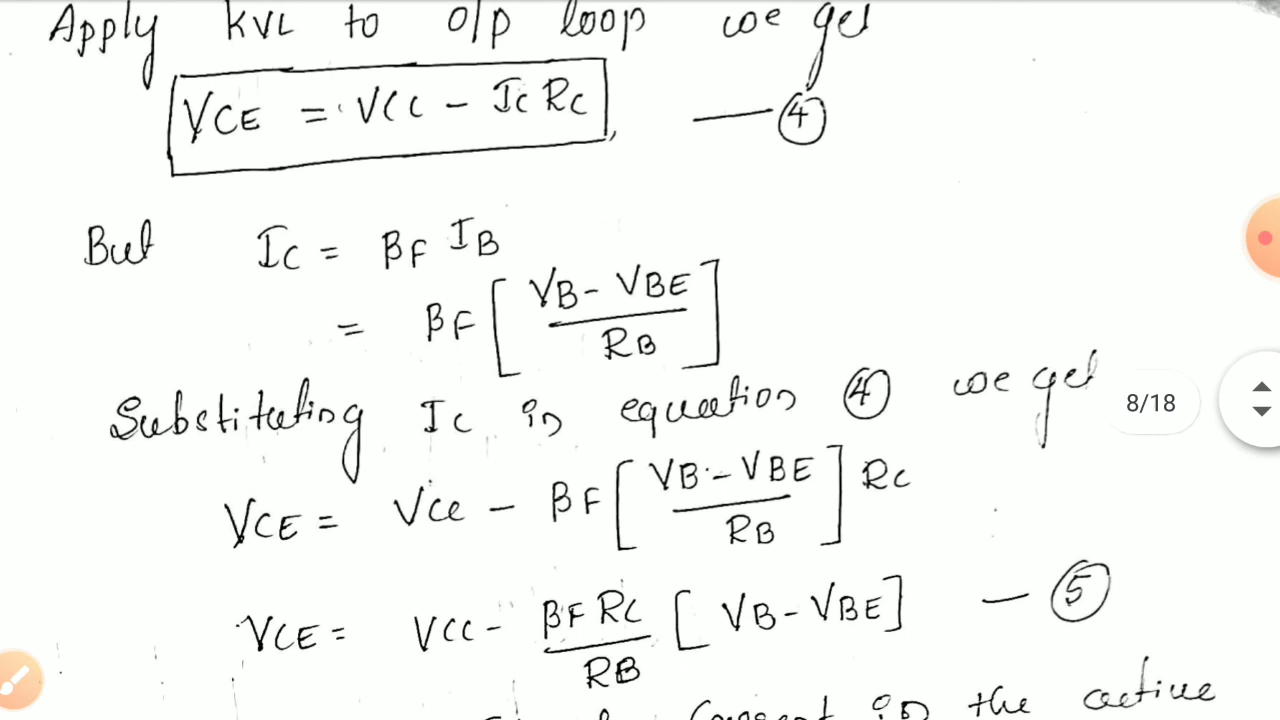 Apply KVL to o/p loop we get
VCE = VCC - IC RC, — ④
But IC = βF IB
= βF [ VB - VBE / RB ]
Substituting IC in equation ④ we get
8/18
VCE = Vcc - βF [ VB - VBE / RB ] RC
VCE = VCC - βF RC / RB [ VB - VBE ] — ⑤
in the active